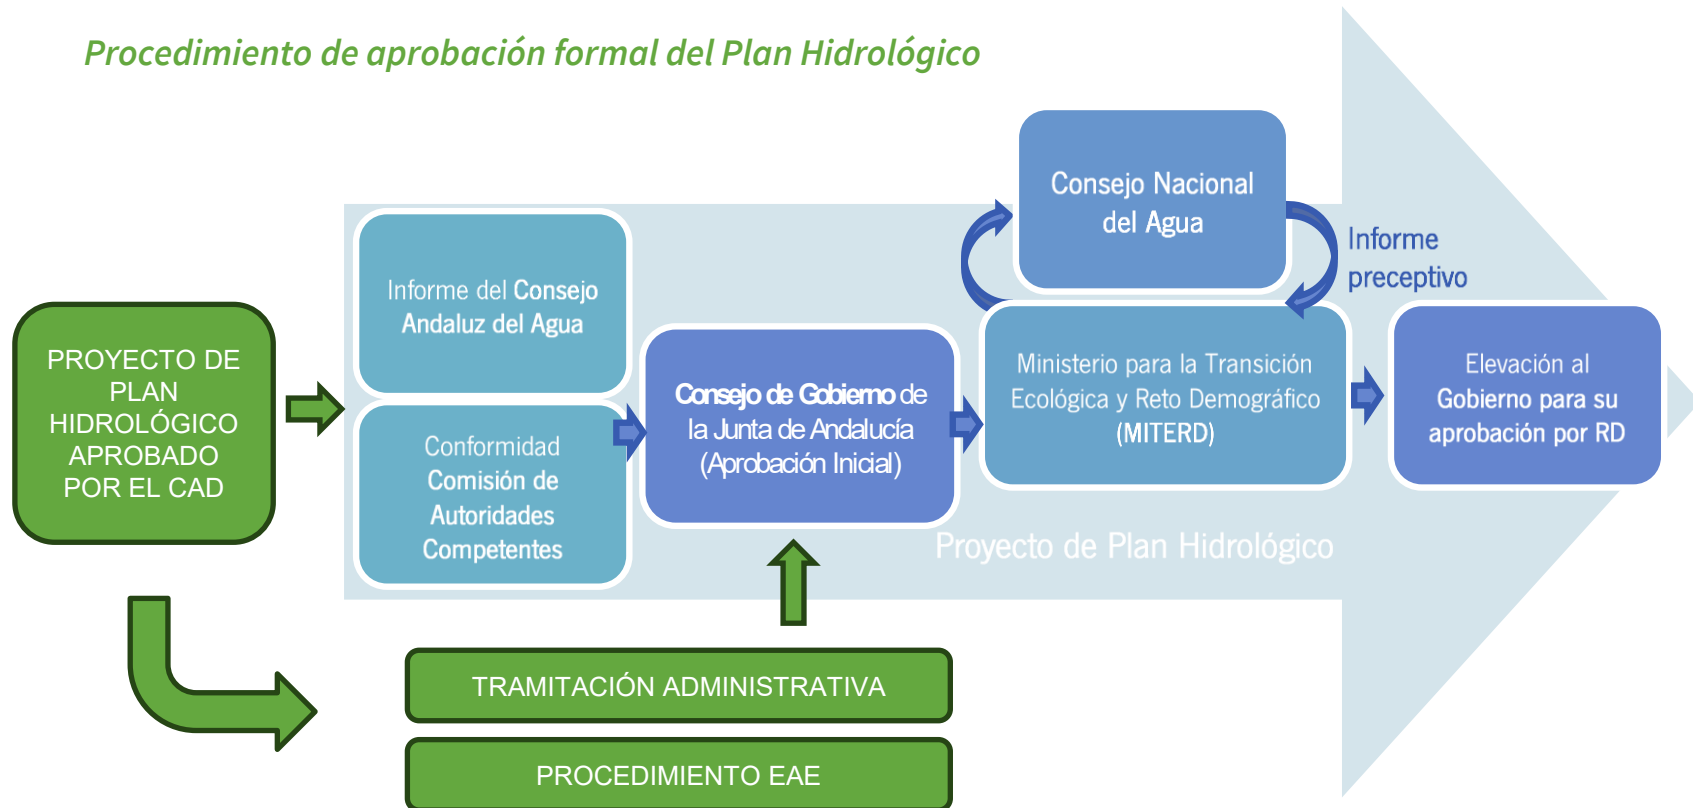 Procedimiento de aprobación formal del Plan Hidrológico
PROYECTO DE
PLAN
HIDROLÓGICO
APROBADO
POR EL CAD
Informe del Consejo
Andaluz del Agua
Conformidad
Comisión de
Autoridades
Competentes
Consejo de Gobierno de
la Junta de Andalucía
(Aprobación Inicial)
Consejo Nacional
del Agua
Informe
preceptivo
Ministerio para la Transición
Ecológica y Reto Demográfico
(MITERD)
Elevación al
Gobierno para su
aprobación por RD
Proyecto de Plan Hidrológico
TRAMITACIÓN ADMINISTRATIVA
PROCEDIMIENTO EAE